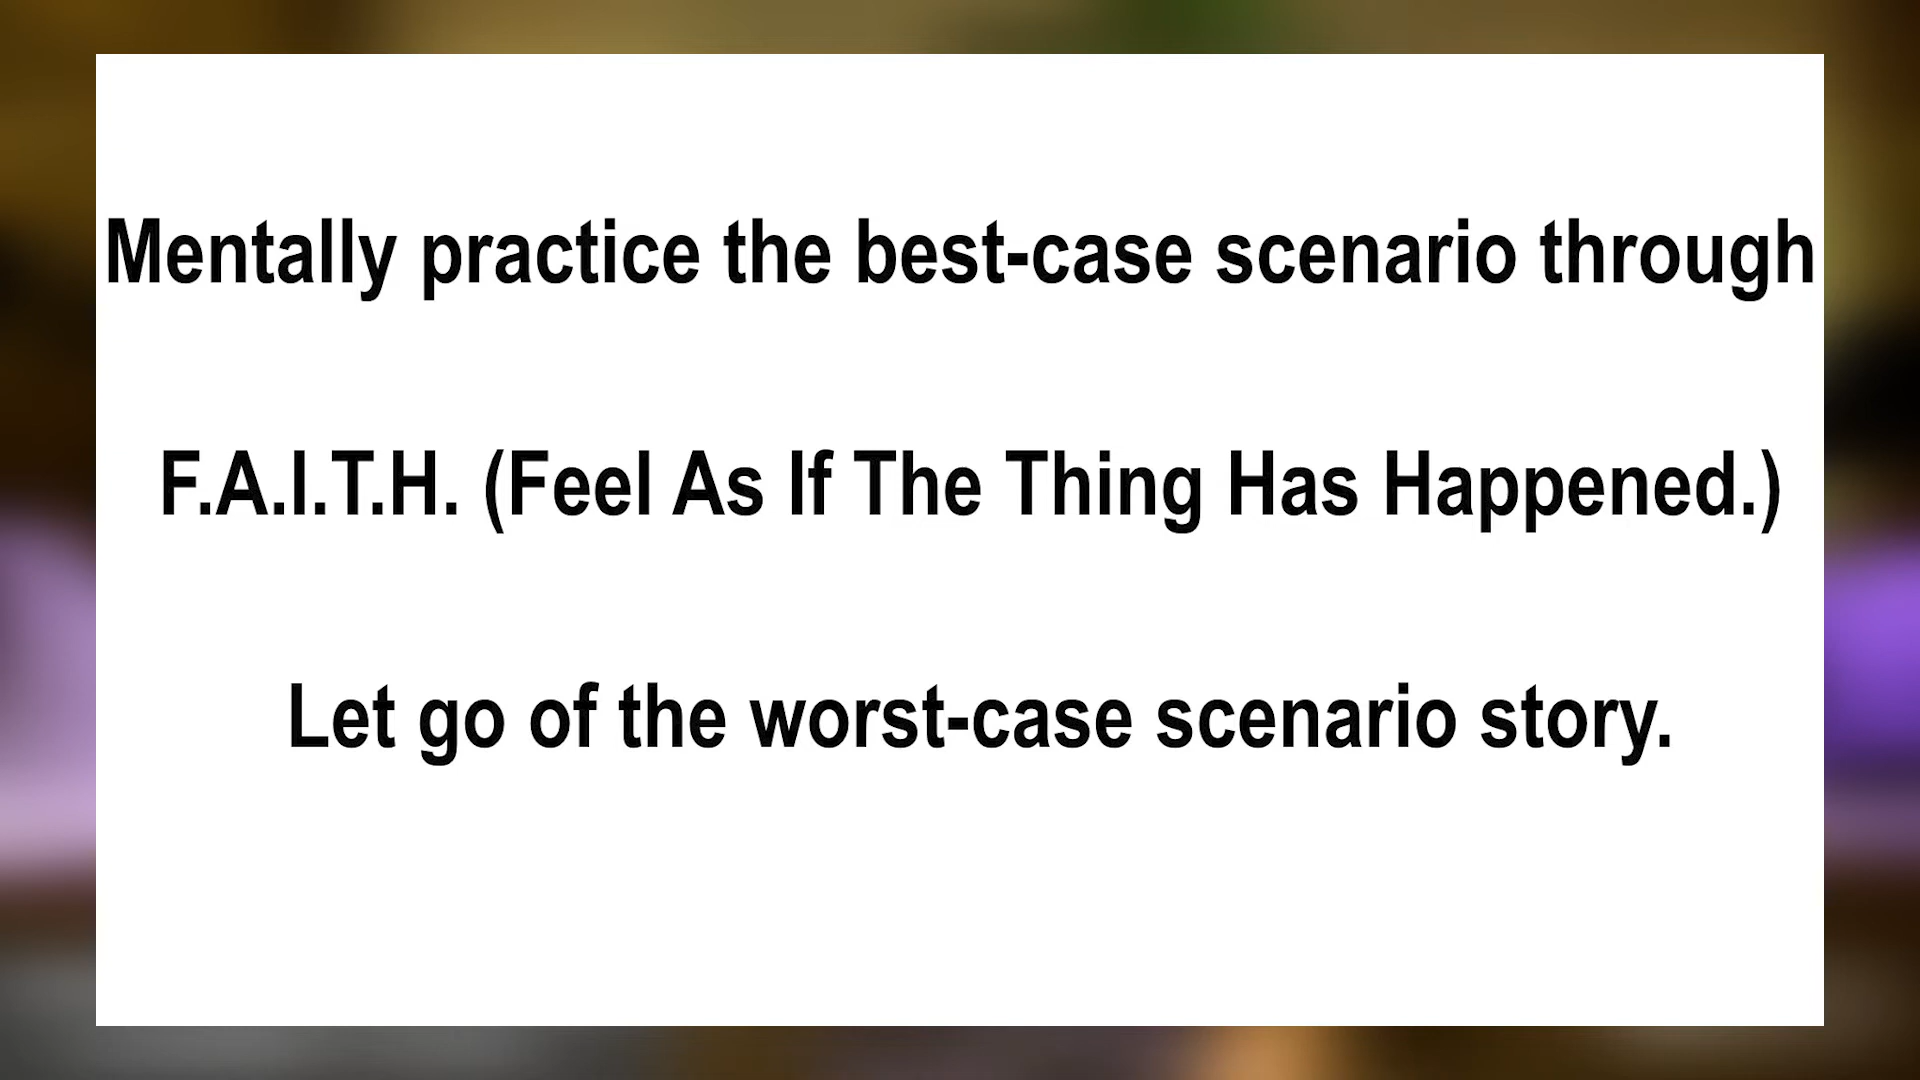 Mentally practice the best-case scenario through
F.A.I.T.H. (Feel As If The Thing Has Happened.)
Let go of the worst-case scenario story.